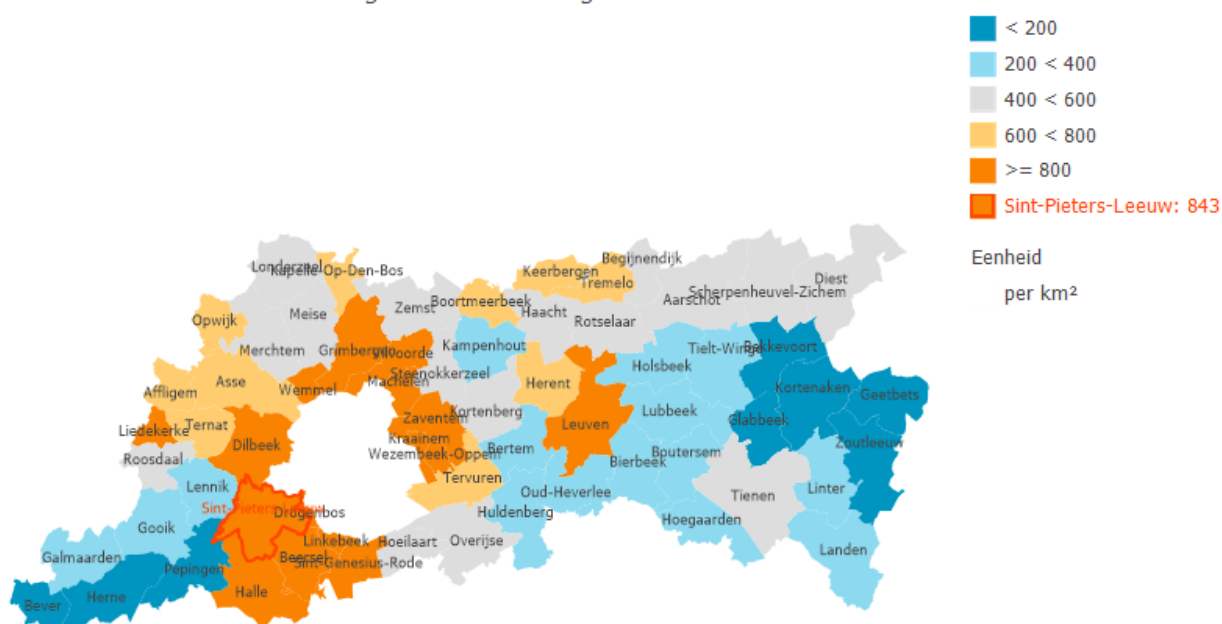 < 200
200 < 400
400 < 600
600 < 800
>= 800
Sint-Pieters-Leeuw: 843
Eenheid
per km²
Londerzeel
Kapelle-Op-Den-Bos
Keerbergen
Begijnendijk
Tremelo
Diest
Scherpenheuvel-Zichem
Aarschot
Boortmeerbeek
Zemst
Haacht
Meise
Opwijk
Rotselaar
Merchtem
Grimbergen
Vilvoorde
Kampenhout
Tielt-Winge
Bekkevoort
Holsbeek
Steenokkerzeel
Machelen
Asse
Herent
Affligem
Wemmel
Kortenaken
Geetbets
Kortenberg
Lubbeek
Zaventem
Glabbeek
Ternat
Leuven
Liedekerke
Dilbeek
Kraainem
Zoutleeuw
Wezembeek-Oppem
Bertem
Boutersem
Roosdaal
Bierbeek
Tervuren
Lennik
Oud-Heverlee
Tienen
Linter
Sint-Pieters-Leeuw
Drogenbos
Huldenberg
Hoegaarden
Gooik
Linkebeek
Hoeilaart
Overijse
Landen
Galmaarden
Beersel
Sint-Genesius-Rode
Pepingen
Halle
Herne
Bever